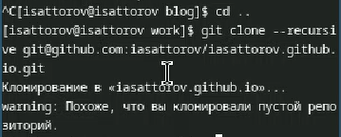 ^C[isattorov@isattorov blog]$ cd ..
[isattorov@isattorov work]$ git clone --recursi
ve git@github.com:iasattorov/iasattorov.github.
io.git
Клонирование в «iasattorov.github.io»...
warning: Похоже, что вы клонировали пустой репо
зиторий.